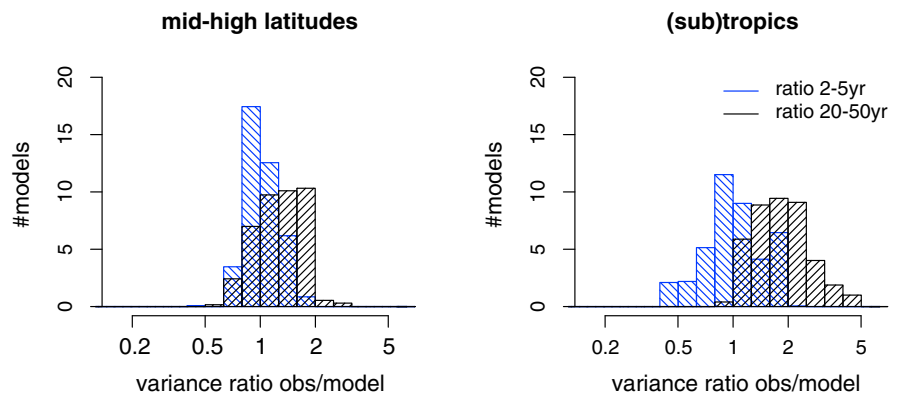 mid-high latitudes
20
15
10
5
0
#models
0.2 0.5 1 2 5
variance ratio obs/model
(sub)tropics
ratio 2-5yr
ratio 20-50yr
20
15
10
5
0
#models
0.2 0.5 1 2 5
variance ratio obs/model